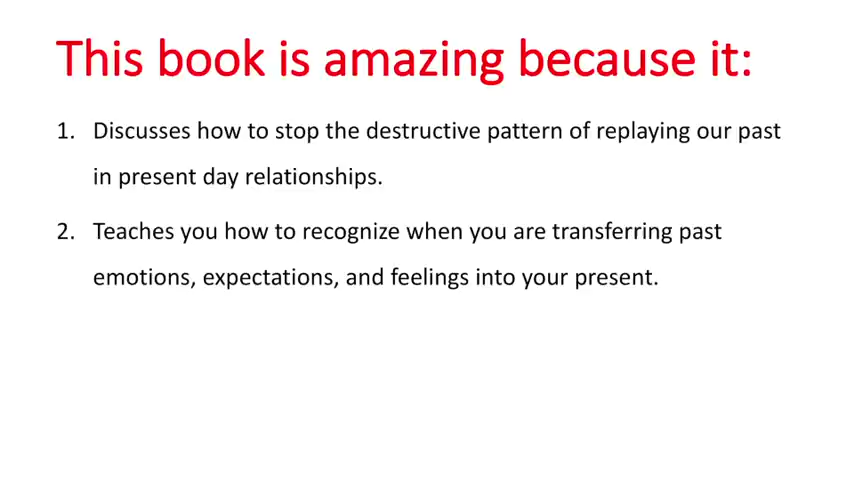 This book is amazing because it:
1. Discusses how to stop the destructive pattern of replaying our past
in present day relationships.
2. Teaches you how to recognize when you are transferring past
emotions, expectations, and feelings into your present.